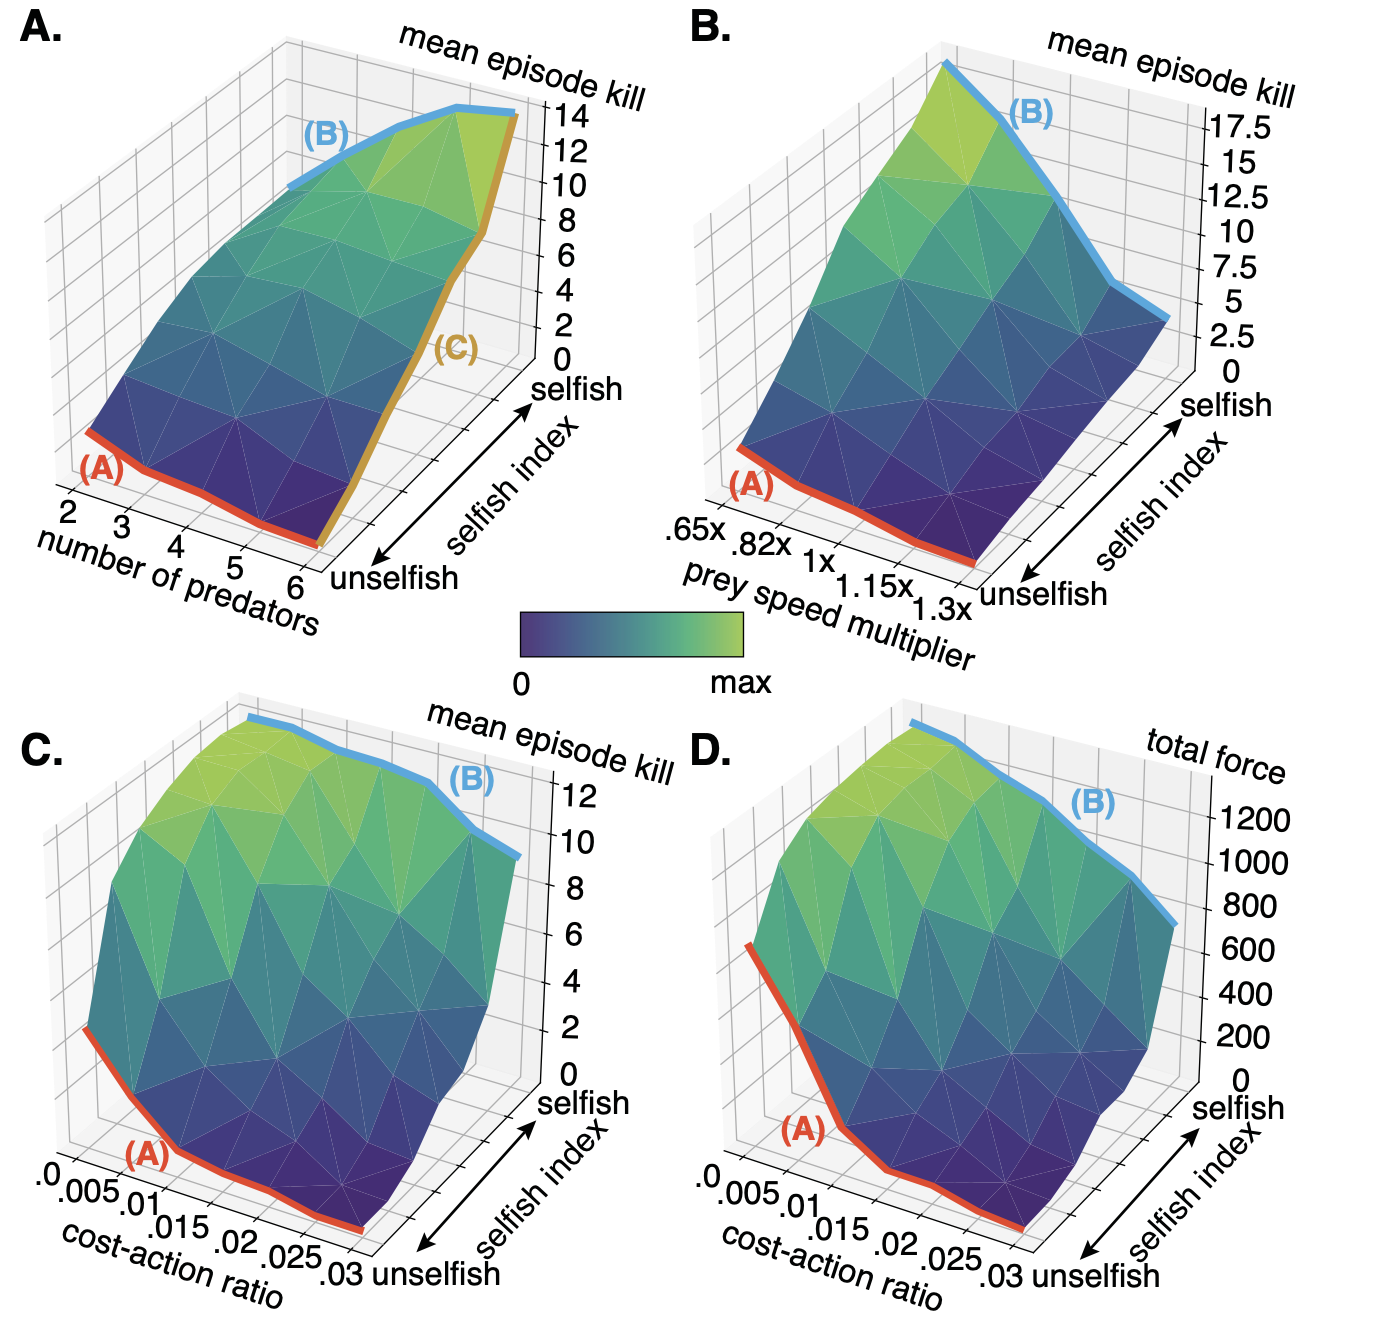 A.
mean episode kill
(B)
14
12
10
8
6
4
2
0
(C)
(A)
selfish
selfish index
unselfish
2
3
4
5
6
number of predators
B.
mean episode kill
(B)
17.5
15
12.5
10
7.5
5
2.5
0
(A)
selfish
selfish index
unselfish
.65x
.82x
1x
1.15x
1.3x
prey speed multiplier
0
max
C.
mean episode kill
(B)
12
10
8
6
4
2
0
(A)
selfish
selfish index
unselfish
.0
.005
.01
.015
.02
.025
.03
cost-action ratio
D.
total force
(B)
1200
1000
800
600
400
200
0
(A)
selfish
selfish index
unselfish
.0
.005
.01
.015
.02
.025
.03
cost-action ratio